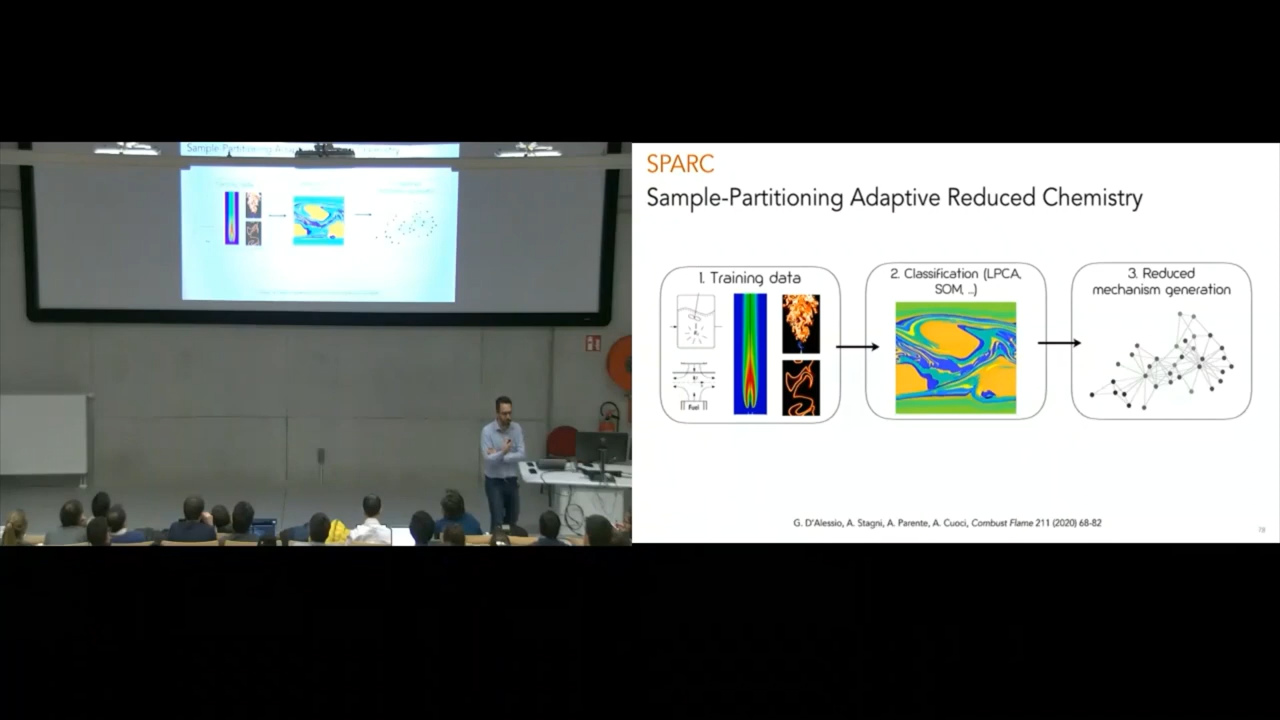 SPARC
Sample-Partitioning Adaptive Reduced Chemistry
1. Training data
Fuel
2. Classification (LPCA,
SOM, ...)
3. Reduced
mechanism generation
G. D'Alessio, A. Stagni, A. Parente, A. Cuoci, Combust Flame 211 (2020) 68-82
78